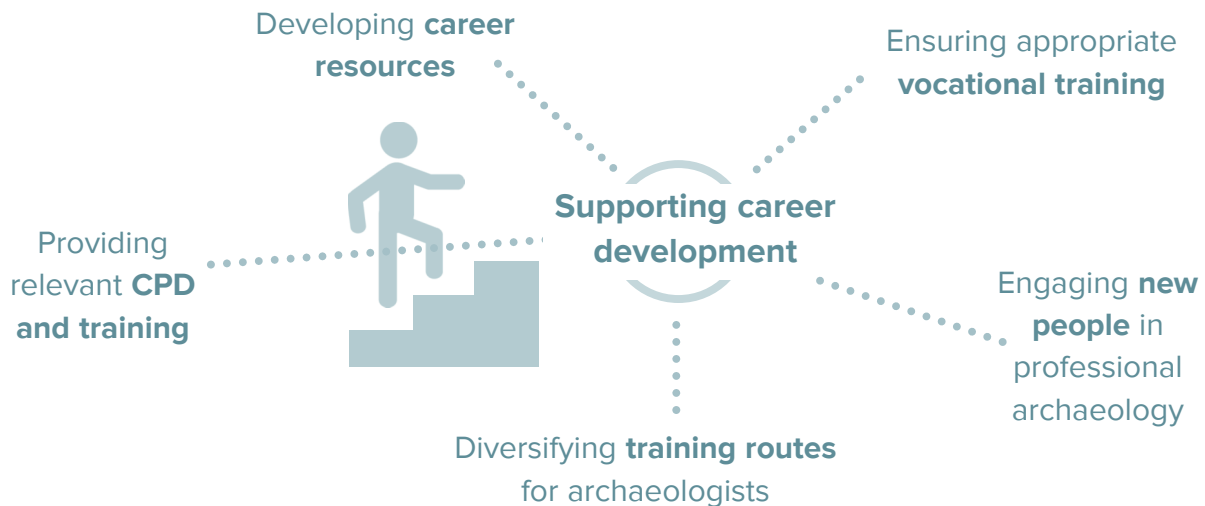 Developing career
resources
Ensuring appropriate
vocational training
Supporting career
development
Providing
relevant CPD
and training
Engaging new
people in
professional
archaeology
Diversifying training routes
for archaeologists